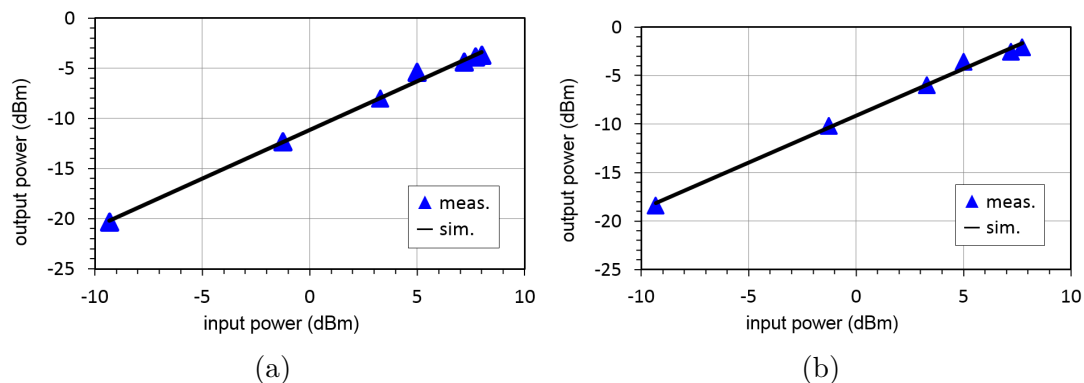 0
-5
-10
-15
-20
-25
output power (dBm)
-10 -5 0 5 10
input power (dBm)
meas.
sim.
(a)
0
-5
-10
-15
-20
-25
output power (dBm)
-10 -5 0 5 10
input power (dBm)
meas.
sim.
(b)